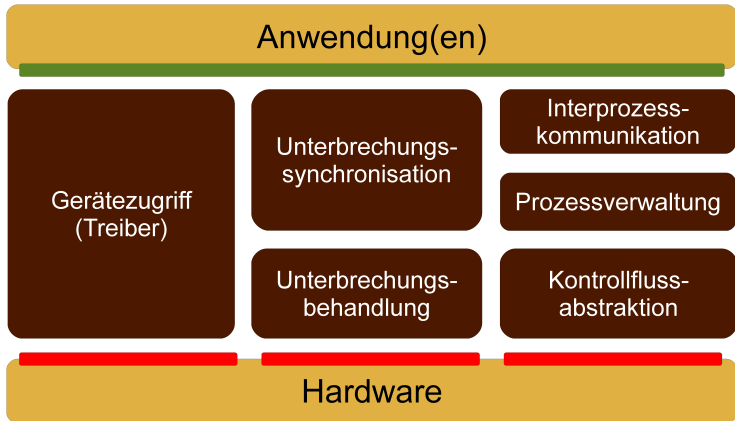 Anwendung(en)
Gerätezugriff
(Treiber)
Unterbrechungs-
synchronisation
Unterbrechungs-
behandlung
Interprozess-
kommunikation
Prozessverwaltung
Kontrollfluss-
abstraktion
Hardware